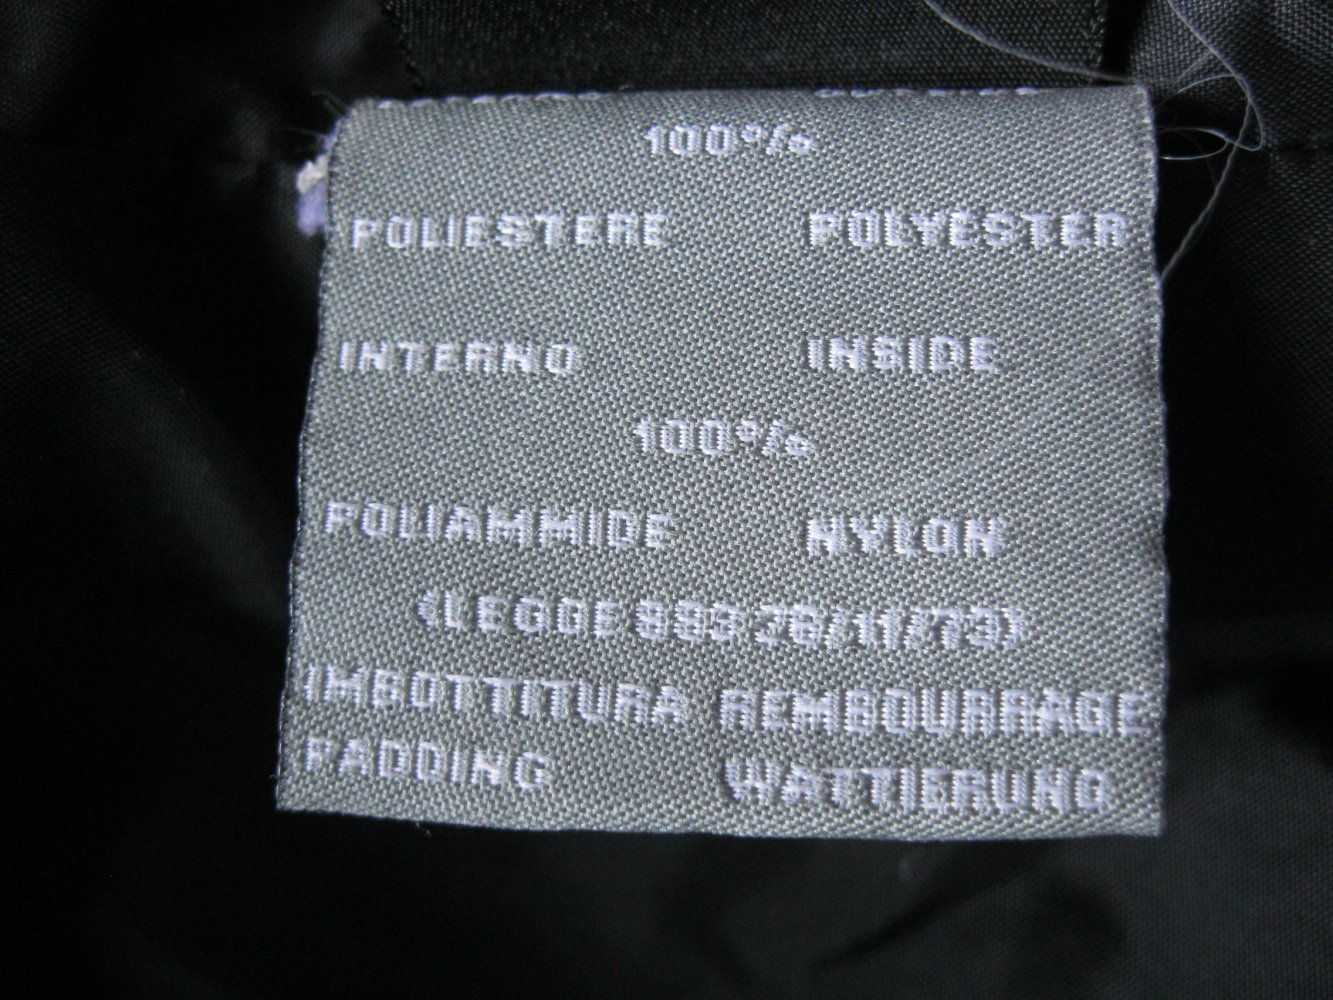 100%
POLIESTERE POLYESTER
INTERNO INSIDE
100%
POLIAMMIDE NYLON
(LEGGE 883 26/11/73)
IMBOTTITURA REMBOURRAGE
PADDING WATTIERUNG